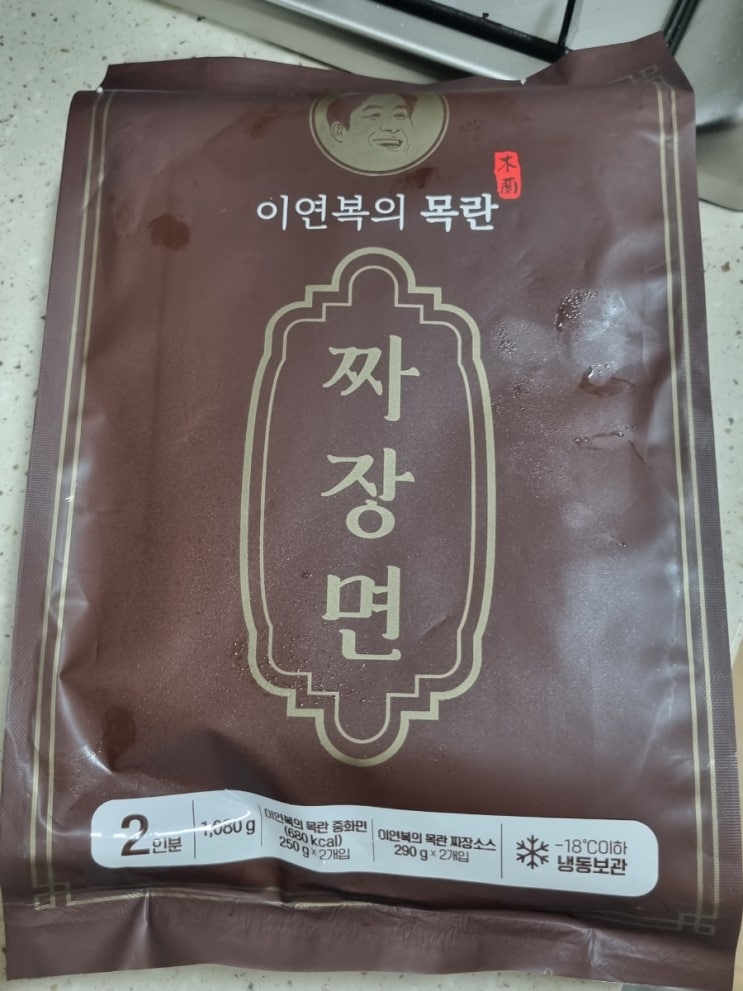 木蘭
이연복의 목란
짜장면
2인분
1,080 g
이연복의 목란 중화면
(680 kcal)
250 g × 2개입
이연복의 목란 짜장소스
290 g × 2개입
-18℃이하
냉동보관